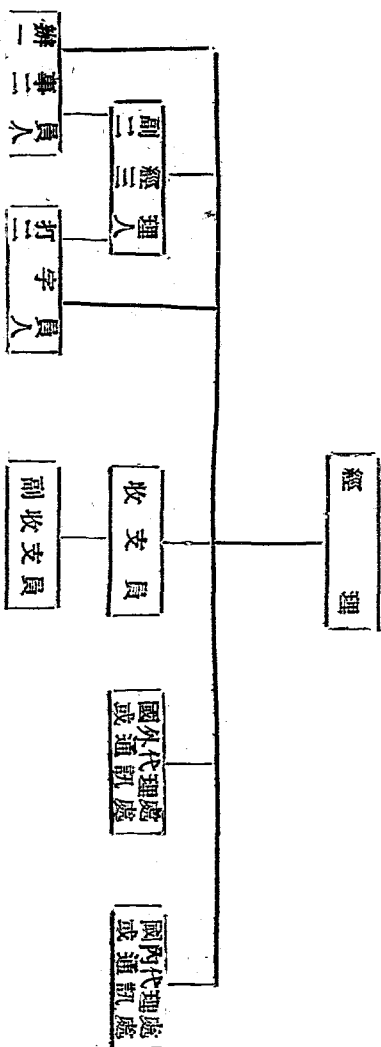 經理
副經理
二三人
辦事員
一二人
打字員
二人
收支員
副收支員
國外代理處
或通訊處
國內代理處
或通訊處